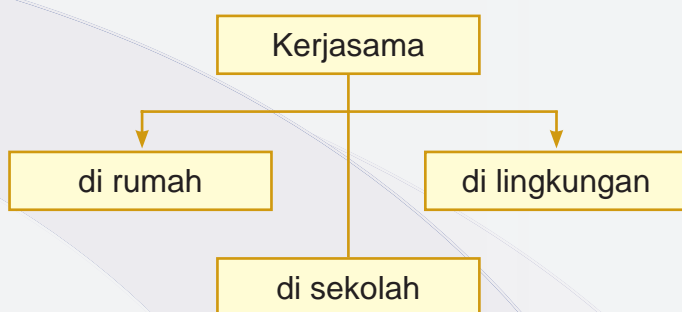 Kerjasama
di rumah
di lingkungan
di sekolah